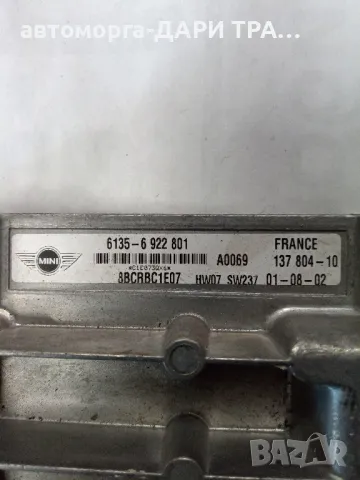 автоморга-ДАРИ ТРА...
6135-6 922 801
A0069
FRANCE
137 804-10
MINI
8BCRBC1E07
HW07 SW237
01-08-02
BAZAR